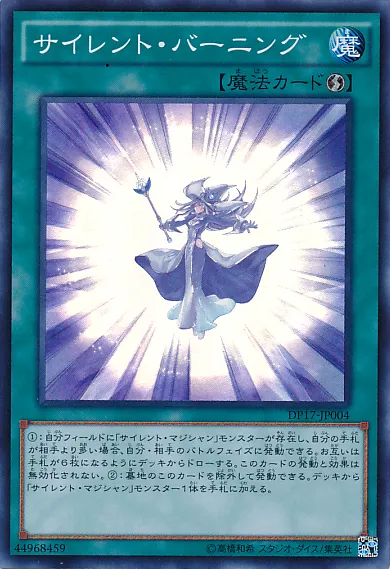 サイレント・バーニング
魔
【魔法カード】
DP17-JP004
①：自分フィールドに「サイレント・マジシャン」モンスターが存在し、自分の手札
が相手より多い場合、自分・相手のバトルフェイズに発動できる。お互いは
手札が６枚になるようにデッキからドローする。このカードの発動と効果は
無効化されない。②：墓地のこのカードを除外して発動できる。デッキから
「サイレント・マジシャン」モンスター１体を手札に加える。
44968459
©高橋和希 スタジオ・ダイス/集英社